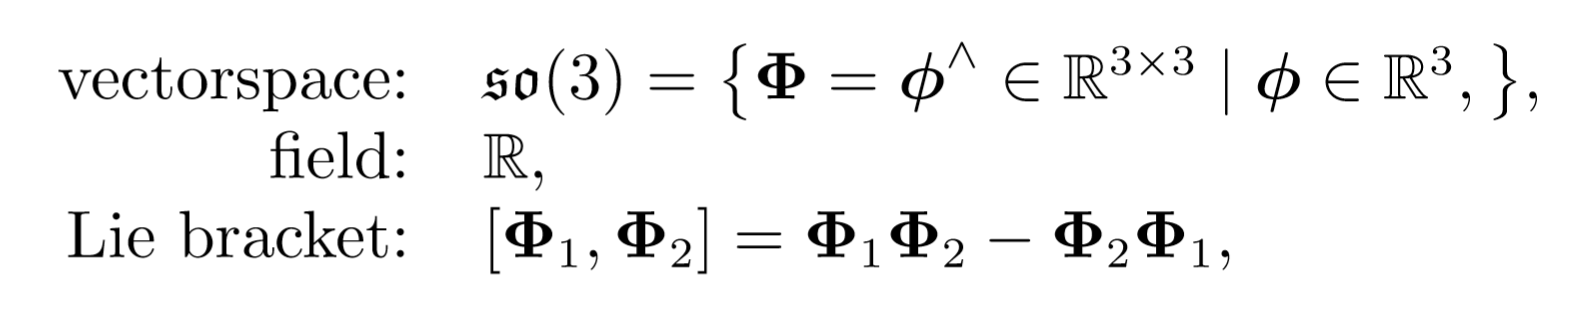 vectorspace: 𝔰𝔬(3) = {𝚽 = 𝝓^∧ ∈ ℝ^{3×3} | 𝝓 ∈ ℝ^3, },
field: ℝ,
Lie bracket: [𝚽_1, 𝚽_2] = 𝚽_1𝚽_2 − 𝚽_2𝚽_1,